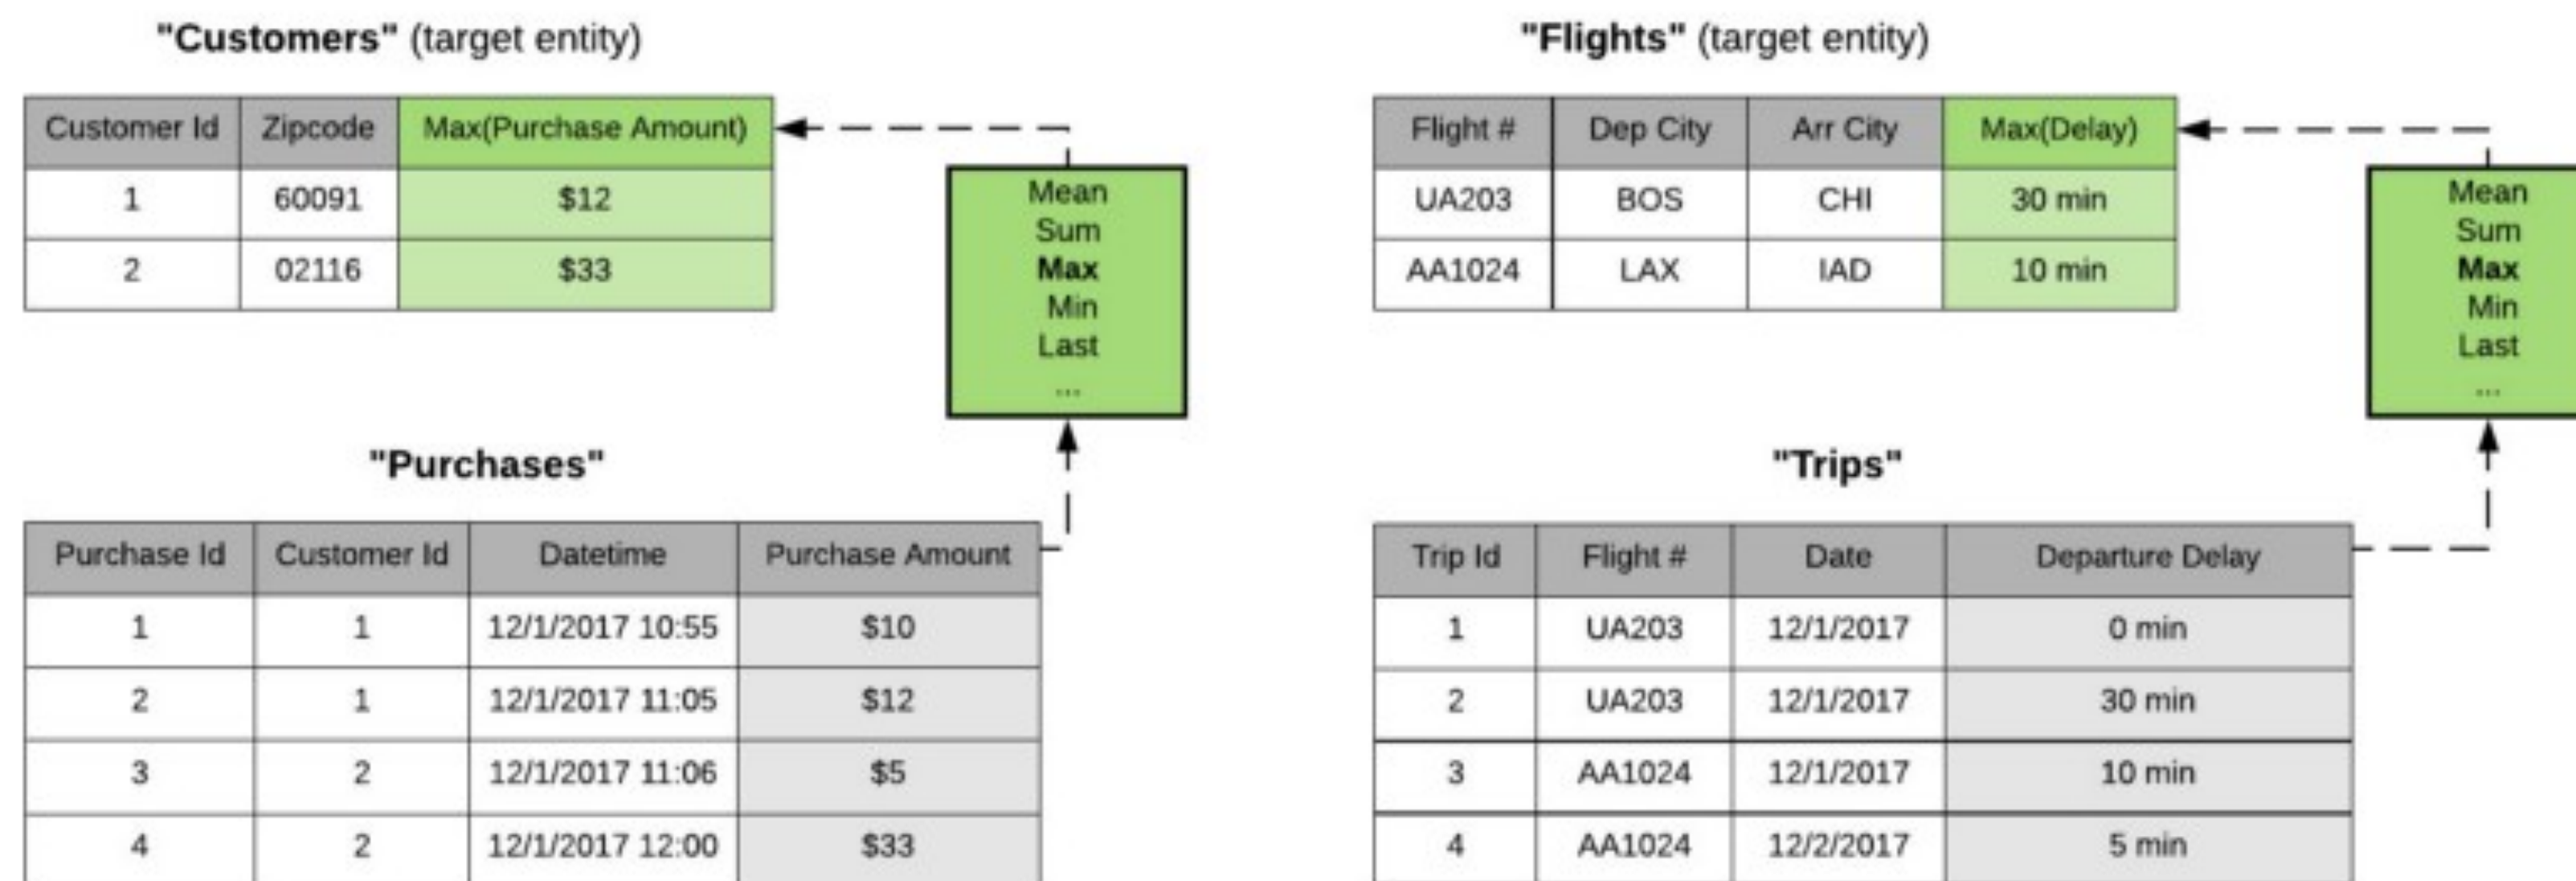 "Customers" (target entity)
Customer Id Zipcode Max(Purchase Amount)
1 60091 $12
2 02116 $33
Mean
Sum
Max
Min
Last
...
"Purchases"
Purchase Id Customer Id Datetime Purchase Amount
1 1 12/1/2017 10:55 $10
2 1 12/1/2017 11:05 $12
3 2 12/1/2017 11:06 $5
4 2 12/1/2017 12:00 $33
"Flights" (target entity)
Flight # Dep City Arr City Max(Delay)
UA203 BOS CHI 30 min
AA1024 LAX IAD 10 min
Mean
Sum
Max
Min
Last
...
"Trips"
Trip Id Flight # Date Departure Delay
1 UA203 12/1/2017 0 min
2 UA203 12/1/2017 30 min
3 AA1024 12/1/2017 10 min
4 AA1024 12/2/2017 5 min